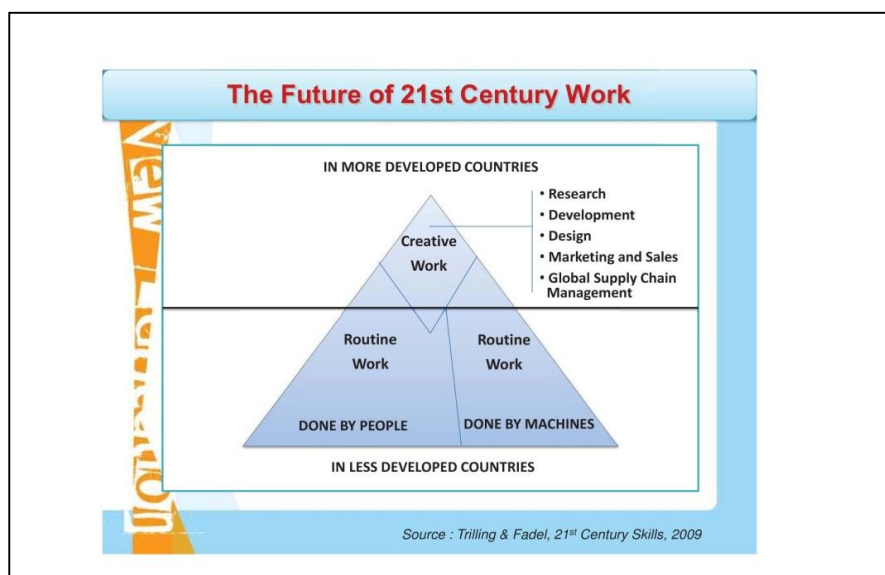 The Future of 21st Century Work
IN MORE DEVELOPED COUNTRIES
• Research
• Development
• Design
• Marketing and Sales
• Global Supply Chain
Management
Creative
Work
Routine
Work
DONE BY PEOPLE
Routine
Work
DONE BY MACHINES
IN LESS DEVELOPED COUNTRIES
Source : Trilling & Fadel, 21st Century Skills, 2009